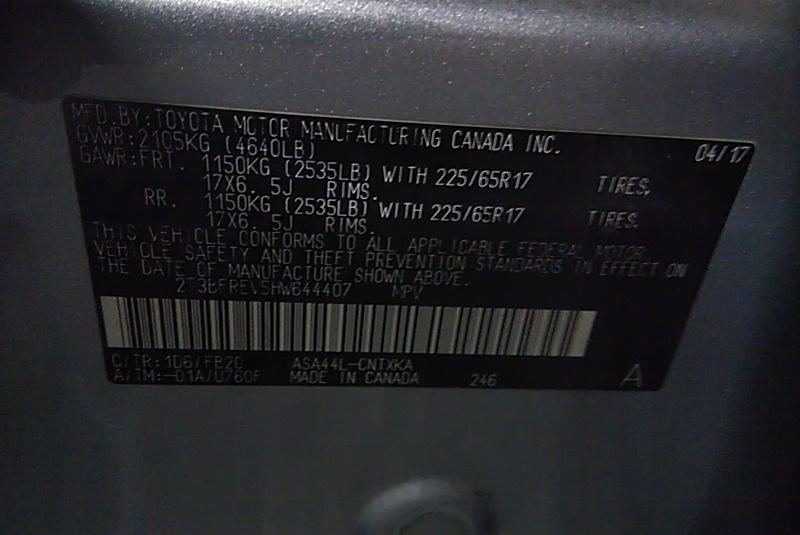 MFD.BY:TOYOTA MOTOR MANUFACTURING CANADA INC. 04/17
GVWR:2105KG (4640LB)
GAWR:FRT. 1150KG (2535LB) WITH 225/65R17 TIRES,
17X6. 5J RIMS.
RR. 1150KG (2535LB) WITH 225/65R17 TIRES.
17X6. 5J RIMS.
THIS VEHICLE CONFORMS TO ALL APPLICABLE FEDERAL MOTOR
VEHICLE SAFETY AND THEFT PREVENTION STANDARDS IN EFFECT ON
THE DATE OF MANUFACTURE SHOWN ABOVE.
2T3BFREV5HW644407 MPV
C/TR:1D6/FB20 ASA44L-CNTXKA
A/TM:-01A/U760F MADE IN CANADA 246 A